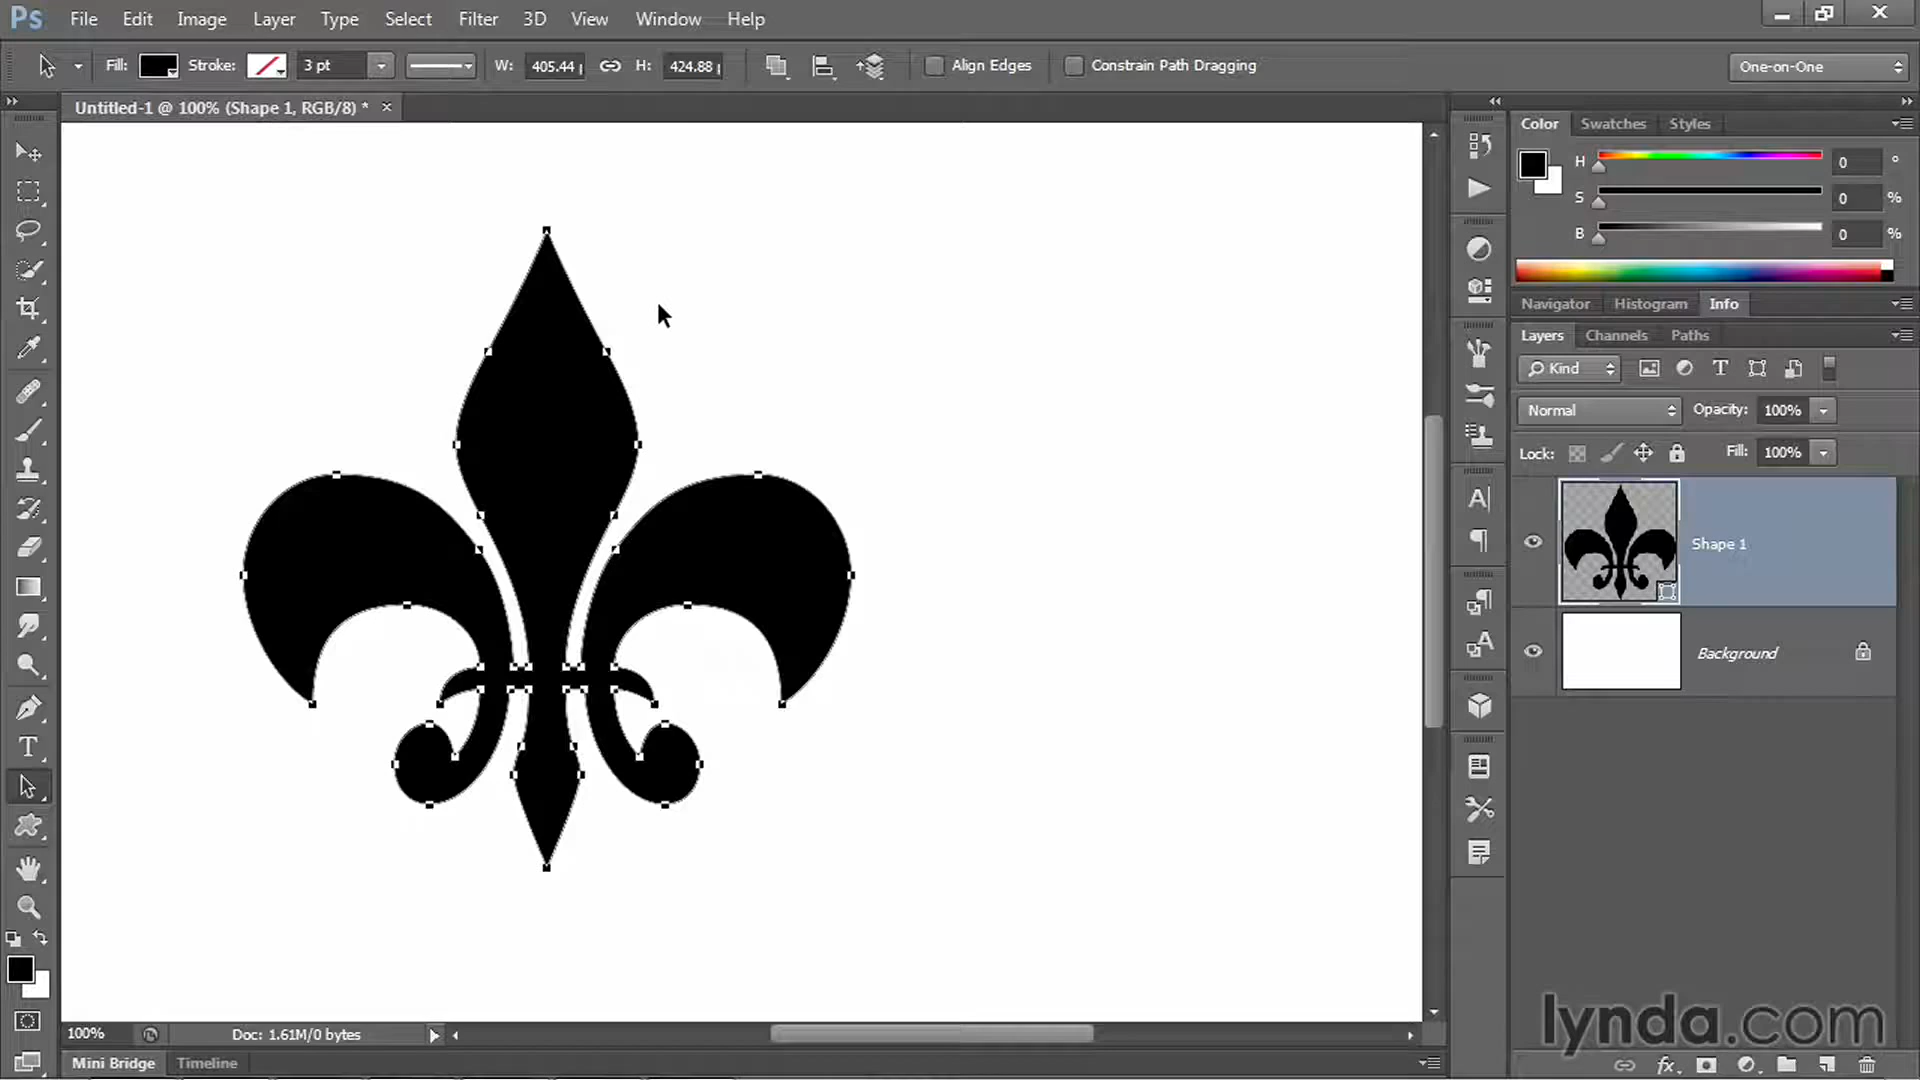 Ps File Edit Image Layer Type Select Filter 3D View Window Help
Fill: Stroke: 3 pt W: 405.44 H: 424.88 Align Edges Constrain Path Dragging One-on-One
Untitled-1 @ 100% (Shape 1, RGB/8) *
Color Swatches Styles
H 0 °
S 0 %
B 0 %
Navigator Histogram Info
Layers Channels Paths
Kind T
Normal Opacity: 100%
Lock: Fill: 100%
Shape 1
Background
A
T
A
lynda.com
100% Doc: 1.61M/0 bytes
Mini Bridge Timeline
fx